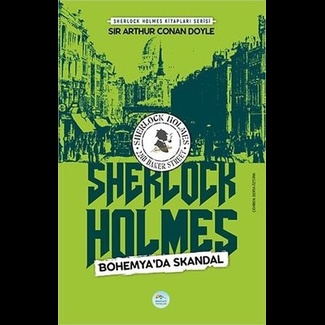 SHERLOCK HOLMES KİTAPLARI SERİSİ
SIR ARTHUR CONAN DOYLE
SHERLOCK HOLMES
BAKER STREET
SHERLOCK
HOLMES
BOHEMYA'DA SKANDAL